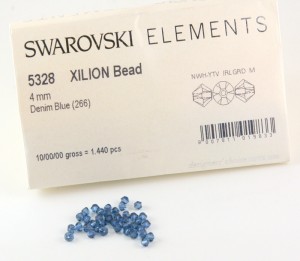 SWAROVSKI ELEMENTS
5328 XILION Bead
4 mm
Denim Blue (266)
10/00/00 gross = 1.440 pcs